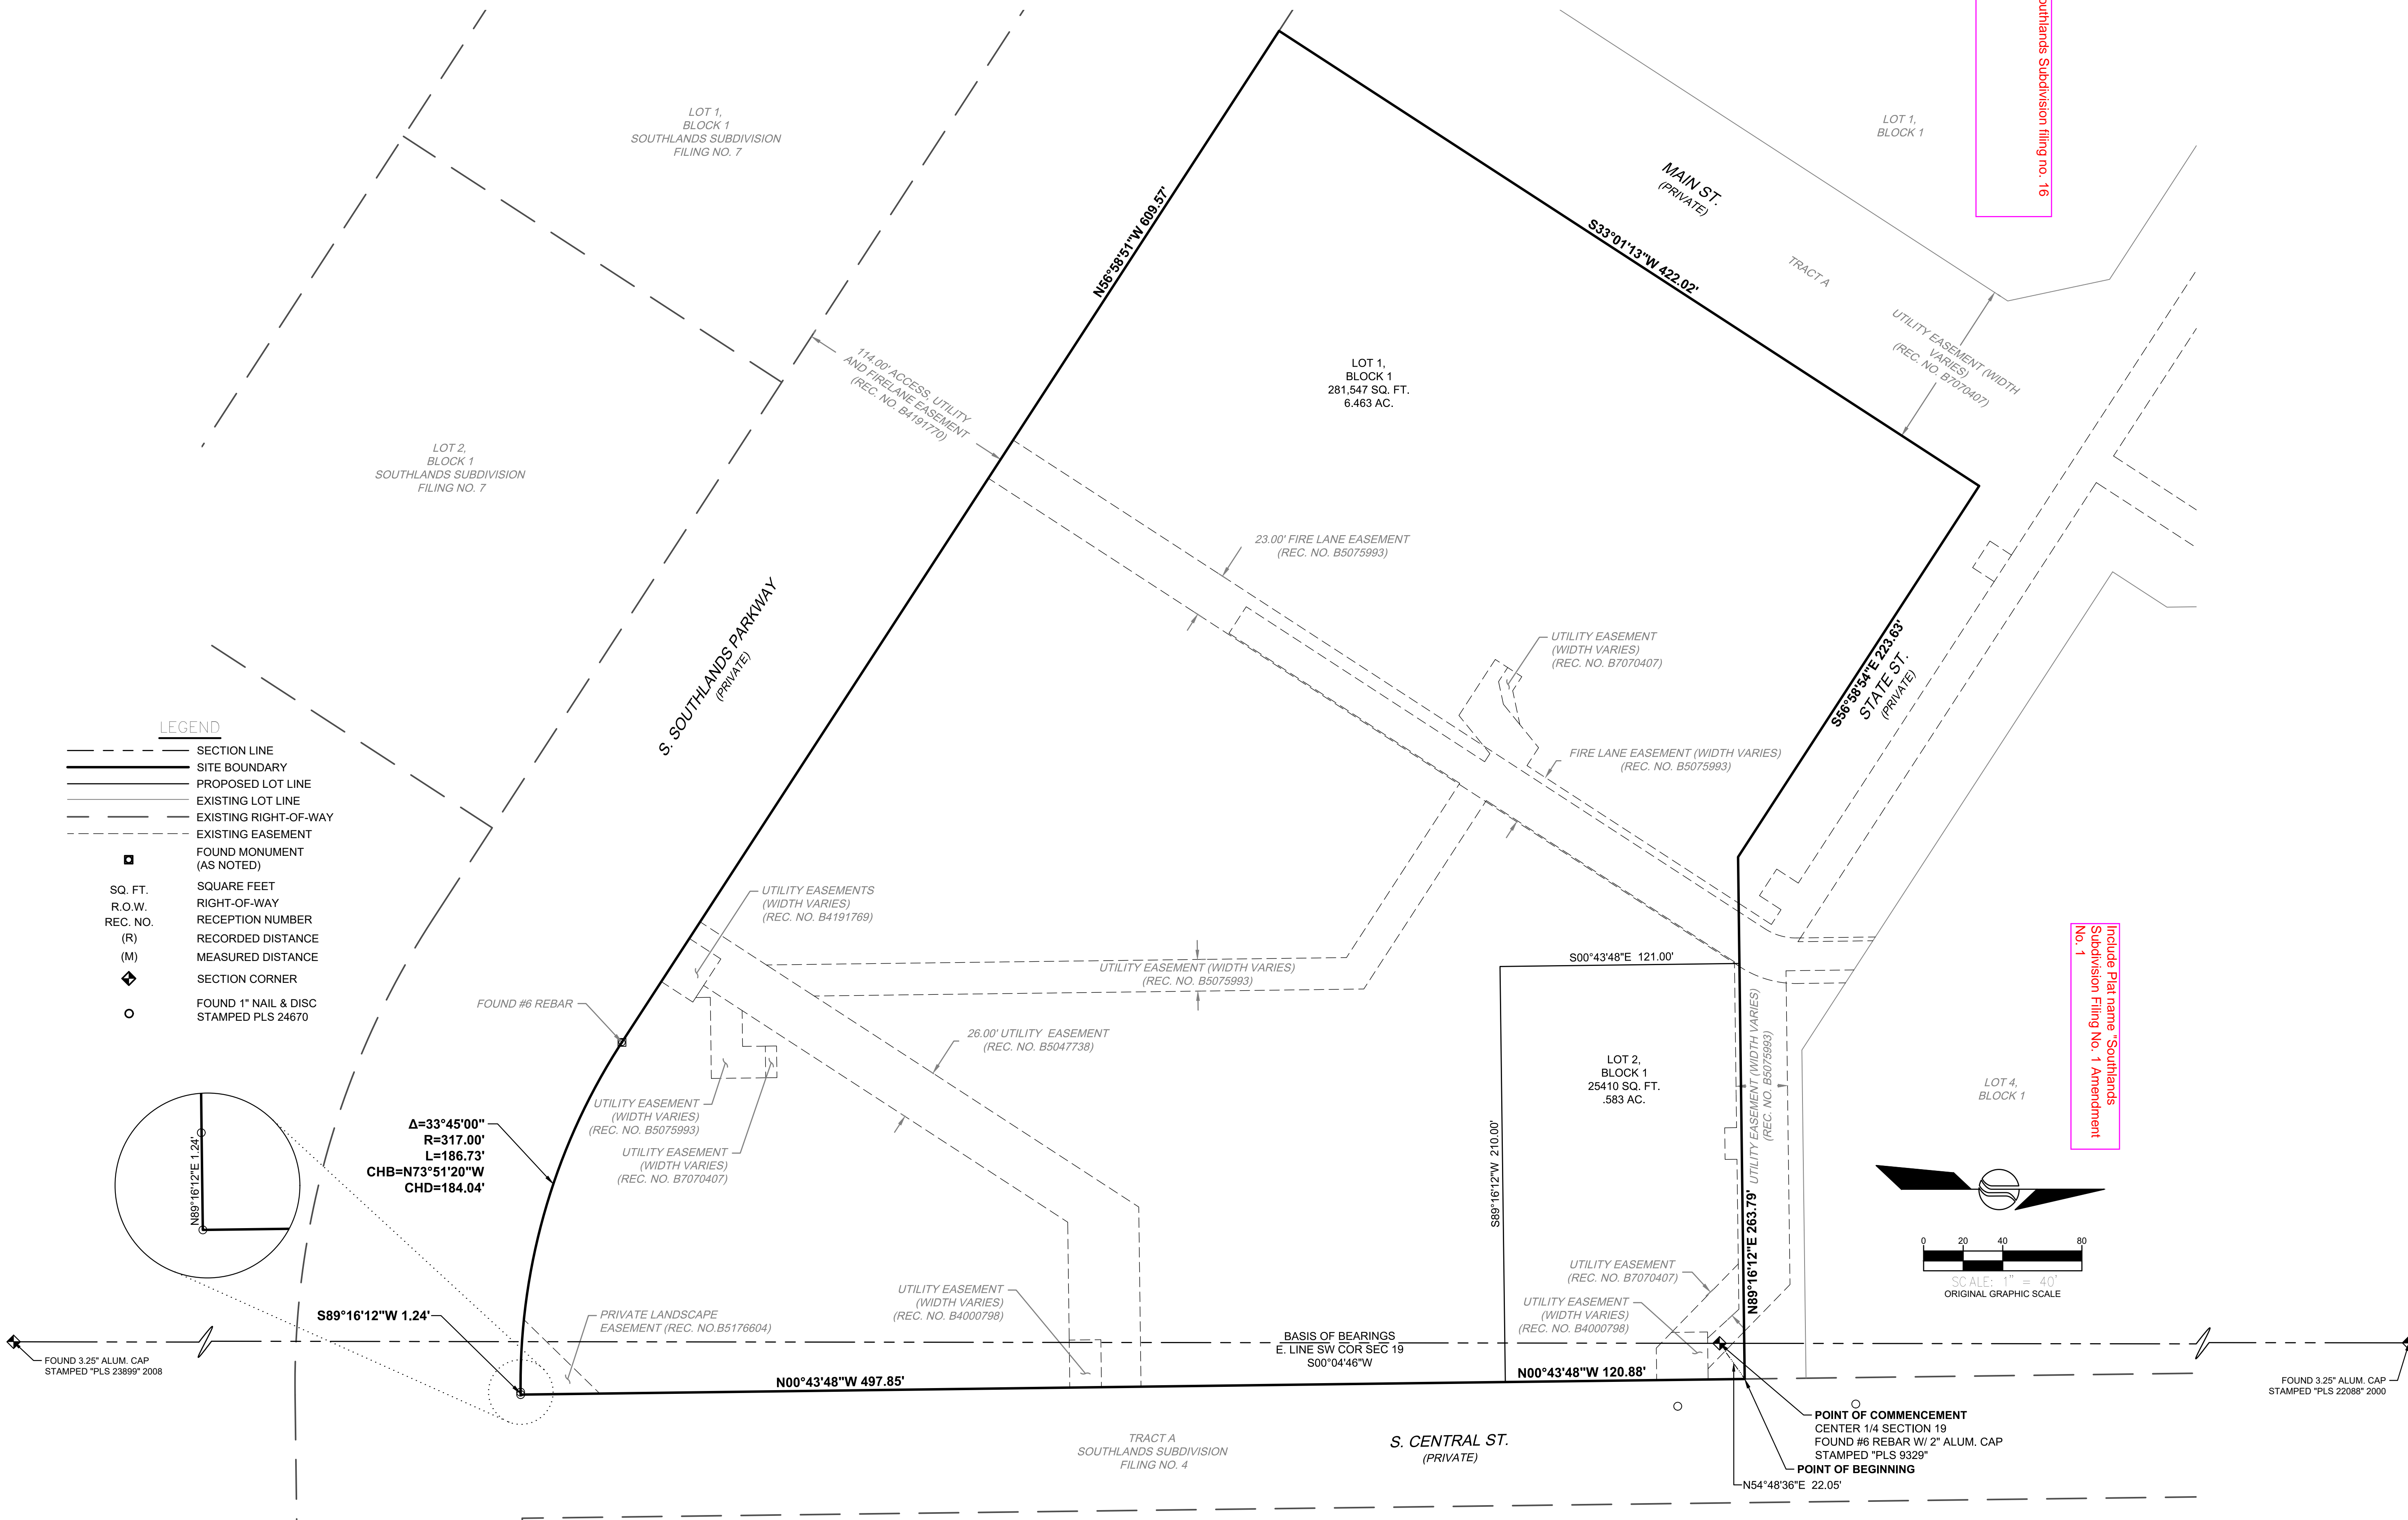 outhlands Subdivision filing no. 16
LOT 1,
BLOCK 1
SOUTHLANDS SUBDIVISION
FILING NO. 7
LOT 1,
BLOCK 1
MAIN ST.
(PRIVATE)
N56°58'51"W 609.57'
S33°01'13"W 422.02'
TRACT A
UTILITY EASEMENT (WIDTH
VARIES)
(REC. NO. B7070407)
114.00' ACCESS, UTILITY
AND FIRELANE EASEMENT
(REC. NO. B4191770)
LOT 1,
BLOCK 1
281,547 SQ. FT.
6.463 AC.
LOT 2,
BLOCK 1
SOUTHLANDS SUBDIVISION
FILING NO. 7
23.00' FIRE LANE EASEMENT
(REC. NO. B5075993)
S. SOUTHLANDS PARKWAY
(PRIVATE)
UTILITY EASEMENT
(WIDTH VARIES)
(REC. NO. B7070407)
S56°58'54"E 223.63'
STATE ST.
(PRIVATE)
FIRE LANE EASEMENT (WIDTH VARIES)
(REC. NO. B5075993)
LEGEND
SECTION LINE
SITE BOUNDARY
PROPOSED LOT LINE
EXISTING LOT LINE
EXISTING RIGHT-OF-WAY
EXISTING EASEMENT
FOUND MONUMENT
(AS NOTED)
SQ. FT. SQUARE FEET
R.O.W. RIGHT-OF-WAY
REC. NO. RECEPTION NUMBER
(R) RECORDED DISTANCE
(M) MEASURED DISTANCE
SECTION CORNER
FOUND 1" NAIL & DISC
STAMPED PLS 24670
UTILITY EASEMENTS
(WIDTH VARIES)
(REC. NO. B4191769)
FOUND #6 REBAR
UTILITY EASEMENT (WIDTH VARIES)
(REC. NO. B5075993)
26.00' UTILITY EASEMENT
(REC. NO. B5047738)
S00°43'48"E 121.00'
Include Plat name "Southlands
Subdivision Filing No. 1 Amendment
No. 1
UTILITY EASEMENT (WIDTH VARIES)
(REC. NO. B5075993)
LOT 2,
BLOCK 1
25410 SQ. FT.
.583 AC.
LOT 4,
BLOCK 1
UTILITY EASEMENT
(WIDTH VARIES)
(REC. NO. B5075993)
UTILITY EASEMENT
(WIDTH VARIES)
(REC. NO. B7070407)
Δ=33°45'00"
R=317.00'
L=186.73'
CHB=N73°51'20"W
CHD=184.04'
N89°16'12"E 1.24'
S89°16'12"W 210.00'
N89°16'12"E 263.79'
0 20 40 80
SCALE: 1" = 40'
ORIGINAL GRAPHIC SCALE
UTILITY EASEMENT
(REC. NO. B7070407)
UTILITY EASEMENT
(WIDTH VARIES)
(REC. NO. B4000798)
UTILITY EASEMENT
(WIDTH VARIES)
(REC. NO. B4000798)
S89°16'12"W 1.24'
PRIVATE LANDSCAPE
EASEMENT (REC. NO.B5176604)
BASIS OF BEARINGS
E. LINE SW COR SEC 19
S00°04'46"W
FOUND 3.25" ALUM. CAP
STAMPED "PLS 23899" 2008
N00°43'48"W 497.85'
N00°43'48"W 120.88'
FOUND 3.25" ALUM. CAP
STAMPED "PLS 22088" 2000
TRACT A
SOUTHLANDS SUBDIVISION
FILING NO. 4
S. CENTRAL ST.
(PRIVATE)
POINT OF COMMENCEMENT
CENTER 1/4 SECTION 19
FOUND #6 REBAR W/ 2" ALUM. CAP
STAMPED "PLS 9329"
POINT OF BEGINNING
N54°48'36"E 22.05'